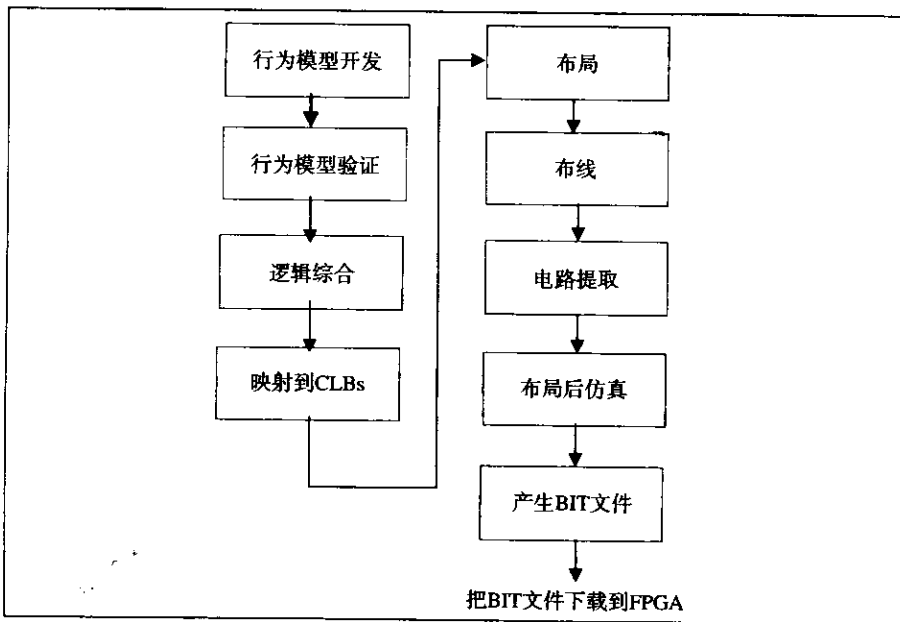 行为模型开发
行为模型验证
逻辑综合
映射到CLBs
布局
布线
电路提取
布局后仿真
产生BIT文件
把BIT文件下载到FPGA